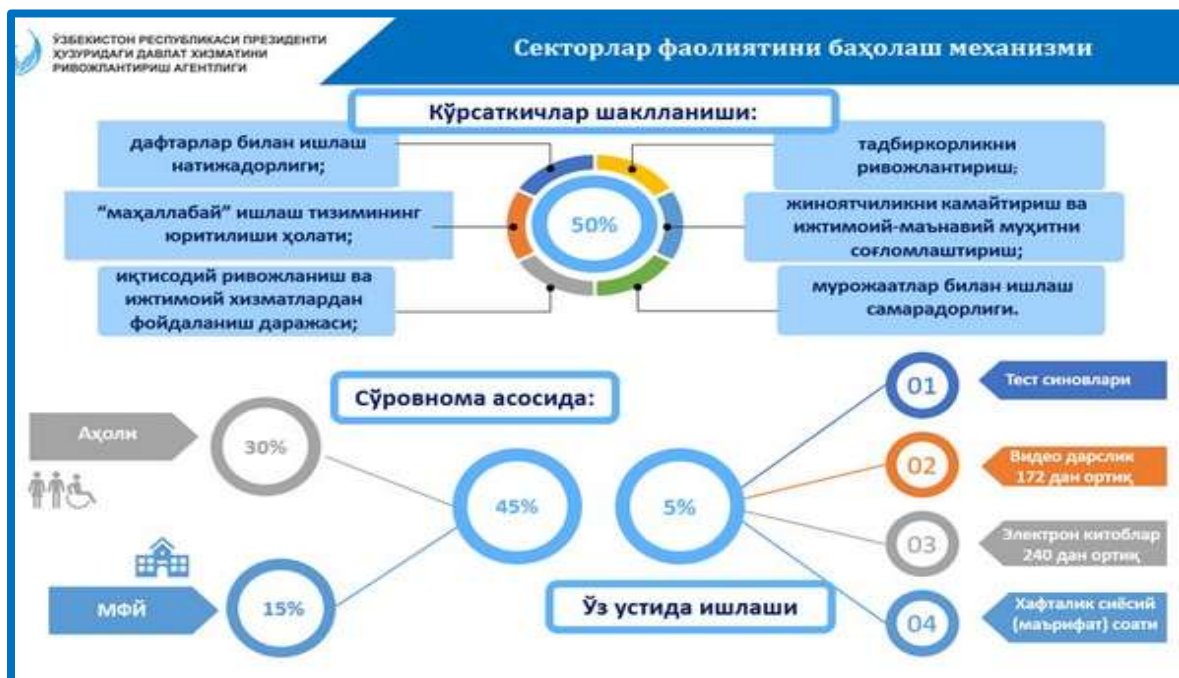 ЎЗБЕКИСТОН РЕСПУБЛИКАСИ ПРЕЗИДЕНТИ
ҲУЗУРИДАГИ ДАВЛАТ ХИЗМАТИНИ
РИВОЖЛАНТИРИШ АГЕНТЛИГИ
Секторлар фаолиятини баҳолаш механизми
Кўрсаткичлар шаклланиши:
дафтарлар билан ишлаш
натижадорлиги;
“маҳаллабай” ишлаш тизимининг
юритилиши ҳолати;
иқтисодий ривожланиш ва
ижтимоий хизматлардан
фойдаланиш даражаси;
50%
тадбиркорликни
ривожлантириш;
жиноятчиликни камайтириш ва
ижтимоий-маънавий муҳитни
соғломлаштириш;
мурожаатлар билан ишлаш
самарадорлиги.
Сўровнома асосида:
Аҳоли
30%
МФЙ
15%
45%
5%
Ўз устида ишлаши
01
Тест синовлари
02
Видео дарслик
172 дан ортиқ
03
Электрон китоблар
240 дан ортиқ
04
Хафталик сиёсий
(маърифат) соати